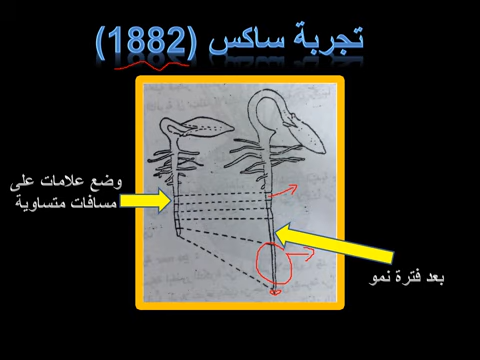 تجربة ساكس (1882)
وضع علامات على
مسافات متساوية
بعد فترة نمو